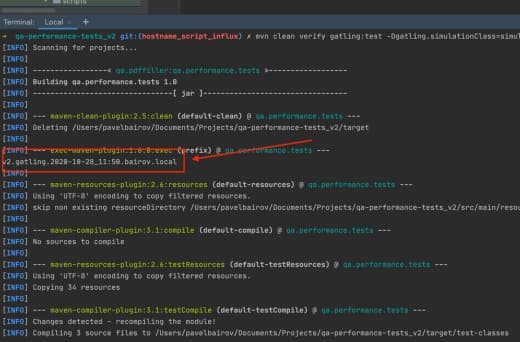 scripts
Terminal: Local × +
→ qa-performance-tests_v2 git:(hostname_script_influx) ✗ mvn clean verify gatling:test -Dgatling.simulationClass=simul
[INFO] Scanning for projects...
[INFO]
[INFO] ------------------< qa.pdffiller:qa.performance.tests >------------------
[INFO] Building qa.performance.tests 1.0
[INFO] --------------------------------[ jar ]---------------------------------
[INFO]
[INFO] --- maven-clean-plugin:2.5:clean (default-clean) @ qa.performance.tests ---
[INFO] Deleting /Users/pavelbairov/Documents/Projects/qa-performance-tests_v2/target
[INFO]
[INFO] --- exec-maven-plugin:1.6.0:exec (prefix) @ qa.performance.tests ---
v2.gatling.2020-10-28_11:50.bairov.local
[INFO]
[INFO] --- maven-resources-plugin:2.6:resources (default-resources) @ qa.performance.tests ---
[INFO] Using 'UTF-8' encoding to copy filtered resources.
[INFO] skip non existing resourceDirectory /Users/pavelbairov/Documents/Projects/qa-performance-tests_v2/src/main/resou
[INFO]
[INFO] --- maven-compiler-plugin:3.1:compile (default-compile) @ qa.performance.tests ---
[INFO] No sources to compile
[INFO]
[INFO] --- maven-resources-plugin:2.6:testResources (default-testResources) @ qa.performance.tests ---
[INFO] Using 'UTF-8' encoding to copy filtered resources.
[INFO] Copying 34 resources
[INFO]
[INFO] --- maven-compiler-plugin:3.1:testCompile (default-testCompile) @ qa.performance.tests ---
[INFO] Changes detected - recompiling the module!
[INFO] Compiling 3 source files to /Users/pavelbairov/Documents/Projects/qa-performance-tests_v2/target/test-classes